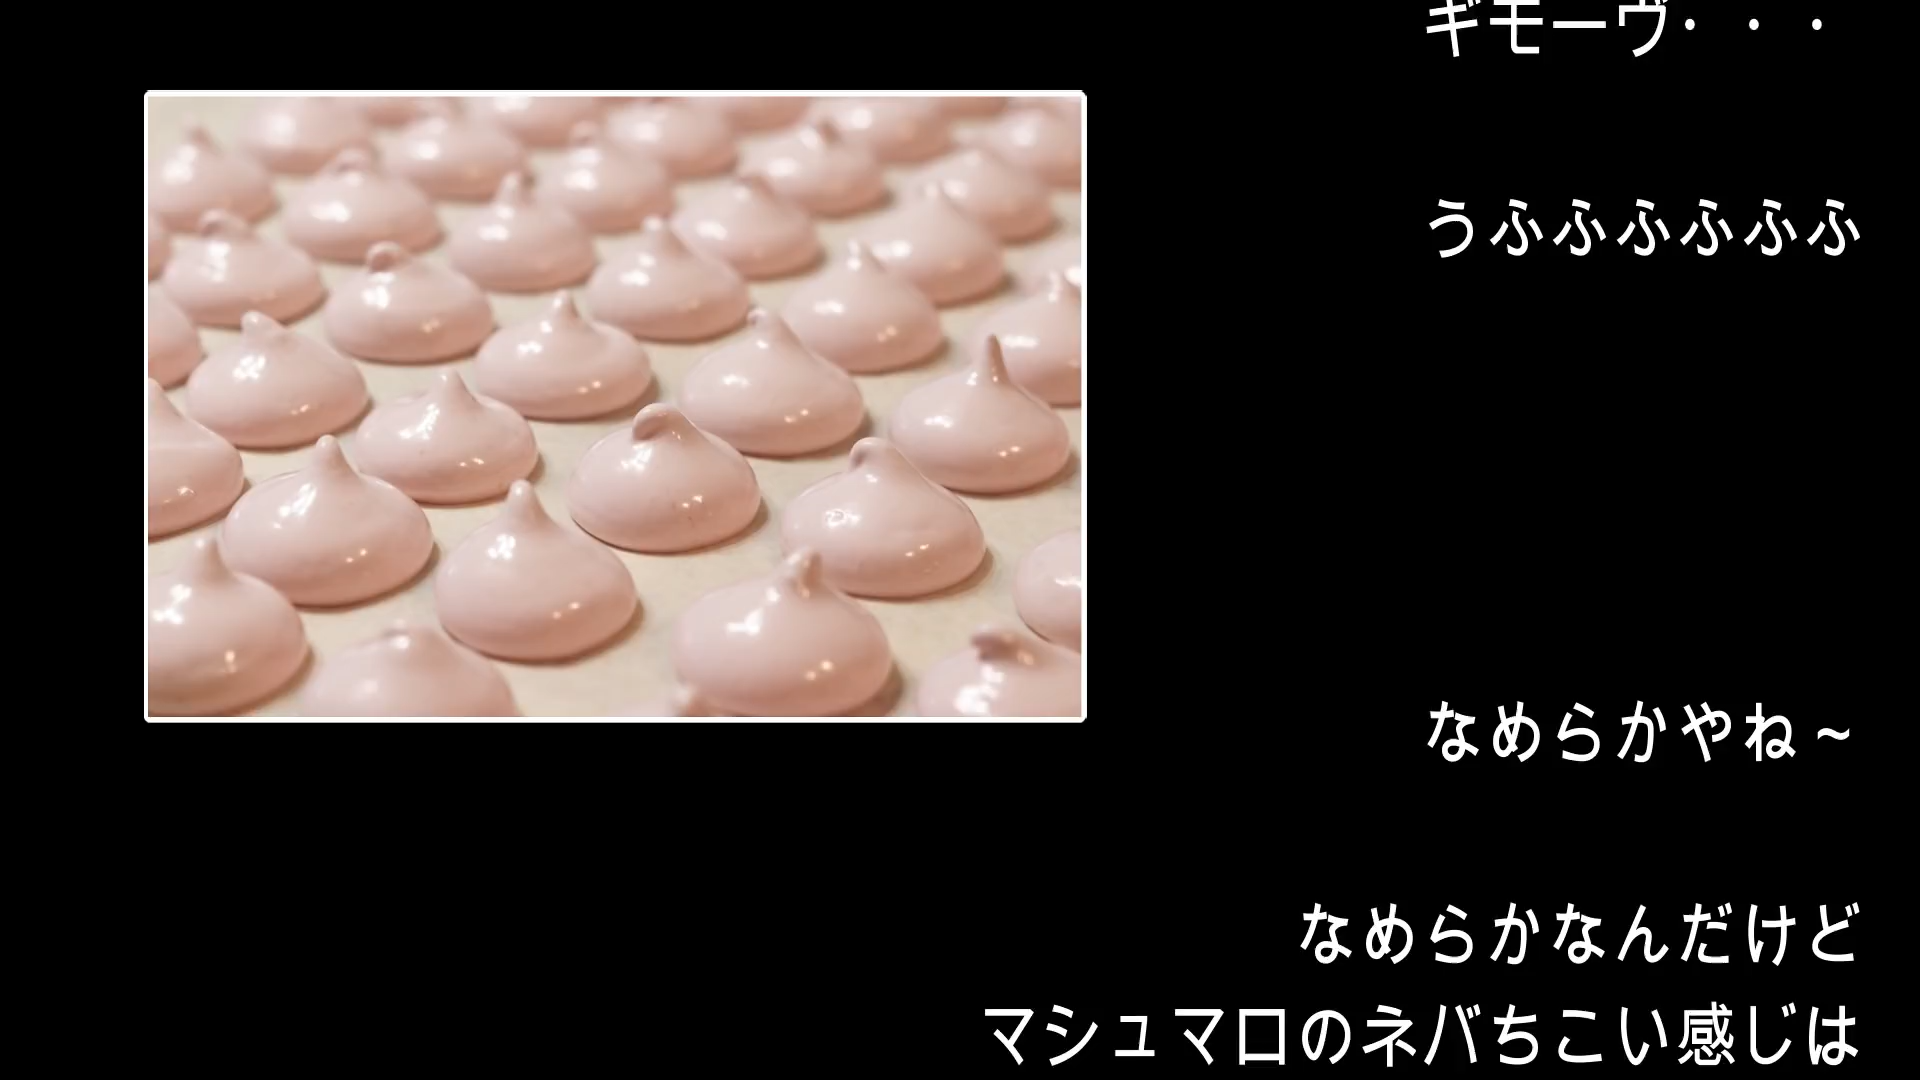 ギモーヴ・・・
うふふふふふふ
なめらかやね~
なめらかなんだけど
マシュマロのネバちこい感じは